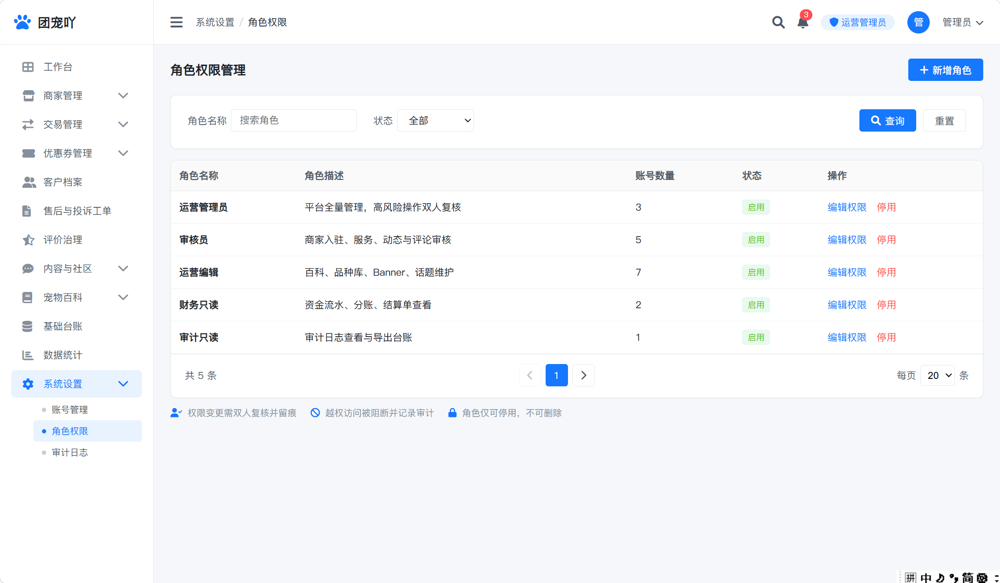 团宠吖
系统设置 / 角色权限
3
运营管理员
管
管理员
工作台
商家管理
交易管理
优惠券管理
客户档案
售后与投诉工单
评价治理
内容与社区
宠物百科
基础台账
数据统计
系统设置
账号管理
角色权限
审计日志
角色权限管理
新增角色
角色名称 搜索角色 状态 全部 查询 重置
角色名称 角色描述 账号数量 状态 操作
运营管理员 平台全量管理，高风险操作双人复核 3 启用 编辑权限 停用
审核员 商家入驻、服务、动态与评论审核 5 启用 编辑权限 停用
运营编辑 百科、品种库、Banner、话题维护 7 启用 编辑权限 停用
财务只读 资金流水、分账、结算单查看 2 启用 编辑权限 停用
审计只读 审计日志查看与导出台账 1 启用 编辑权限 停用
共 5 条 1 每页 20 条
权限变更需双人复核并留痕 越权访问被阻断并记录审计 角色仅可停用，不可删除
拼 中 简